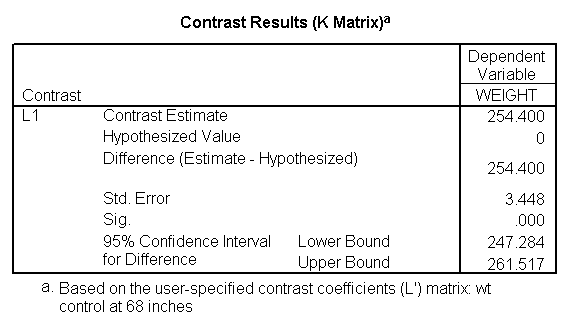 Contrast Results (K Matrix)a
Dependent
Variable
Contrast WEIGHT
L1 Contrast Estimate 254.400
Hypothesized Value 0
Difference (Estimate - Hypothesized) 254.400
Std. Error 3.448
Sig. .000
95% Confidence Interval Lower Bound 247.284
for Difference Upper Bound 261.517
a. Based on the user-specified contrast coefficients (L') matrix: wt
control at 68 inches